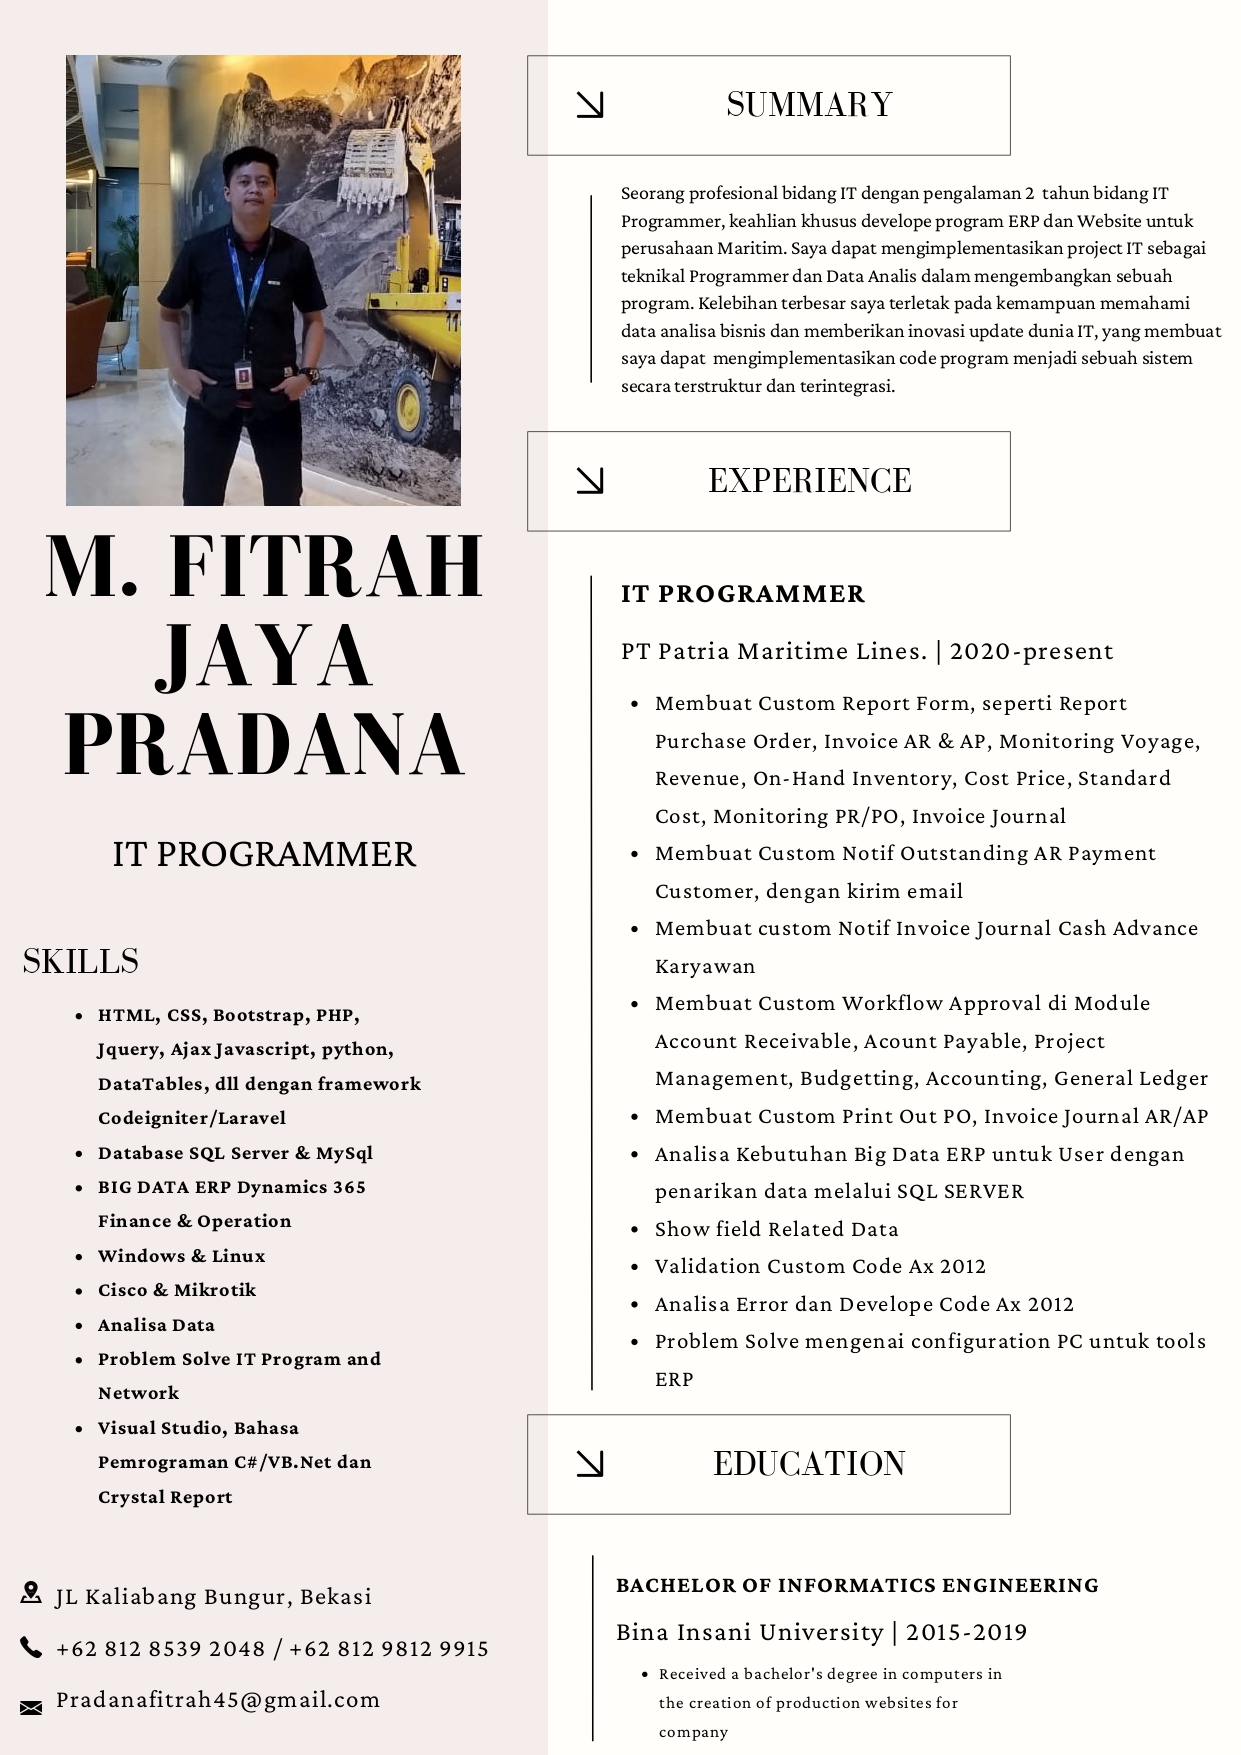 M. FITRAH
JAYA
PRADANA
IT PROGRAMMER
SKILLS
• HTML, CSS, Bootstrap, PHP,
Jquery, Ajax Javascript, python,
DataTables, dll dengan framework
Codeigniter/Laravel
• Database SQL Server & MySql
• BIG DATA ERP Dynamics 365
Finance & Operation
• Windows & Linux
• Cisco & Mikrotik
• Analisa Data
• Problem Solve IT Program and
Network
• Visual Studio, Bahasa
Pemrograman C#/VB.Net dan
Crystal Report
JL Kaliabang Bungur, Bekasi
+62 812 8539 2048 / +62 812 9812 9915
Pradanafitrah45@gmail.com
SUMMARY
Seorang profesional bidang IT dengan pengalaman 2 tahun bidang IT
Programmer, keahlian khusus develope program ERP dan Website untuk
perusahaan Maritim. Saya dapat mengimplementasikan project IT sebagai
teknikal Programmer dan Data Analis dalam mengembangkan sebuah
program. Kelebihan terbesar saya terletak pada kemampuan memahami
data analisa bisnis dan memberikan inovasi update dunia IT, yang membuat
saya dapat mengimplementasikan code program menjadi sebuah sistem
secara terstruktur dan terintegrasi.
EXPERIENCE
IT PROGRAMMER
PT Patria Maritime Lines. | 2020-present
• Membuat Custom Report Form, seperti Report
Purchase Order, Invoice AR & AP, Monitoring Voyage,
Revenue, On-Hand Inventory, Cost Price, Standard
Cost, Monitoring PR/PO, Invoice Journal
• Membuat Custom Notif Outstanding AR Payment
Customer, dengan kirim email
• Membuat custom Notif Invoice Journal Cash Advance
Karyawan
• Membuat Custom Workflow Approval di Module
Account Receivable, Acount Payable, Project
Management, Budgetting, Accounting, General Ledger
• Membuat Custom Print Out PO, Invoice Journal AR/AP
• Analisa Kebutuhan Big Data ERP untuk User dengan
penarikan data melalui SQL SERVER
• Show field Related Data
• Validation Custom Code Ax 2012
• Analisa Error dan Develope Code Ax 2012
• Problem Solve mengenai configuration PC untuk tools
ERP
EDUCATION
BACHELOR OF INFORMATICS ENGINEERING
Bina Insani University | 2015-2019
• Received a bachelor's degree in computers in
the creation of production websites for
company